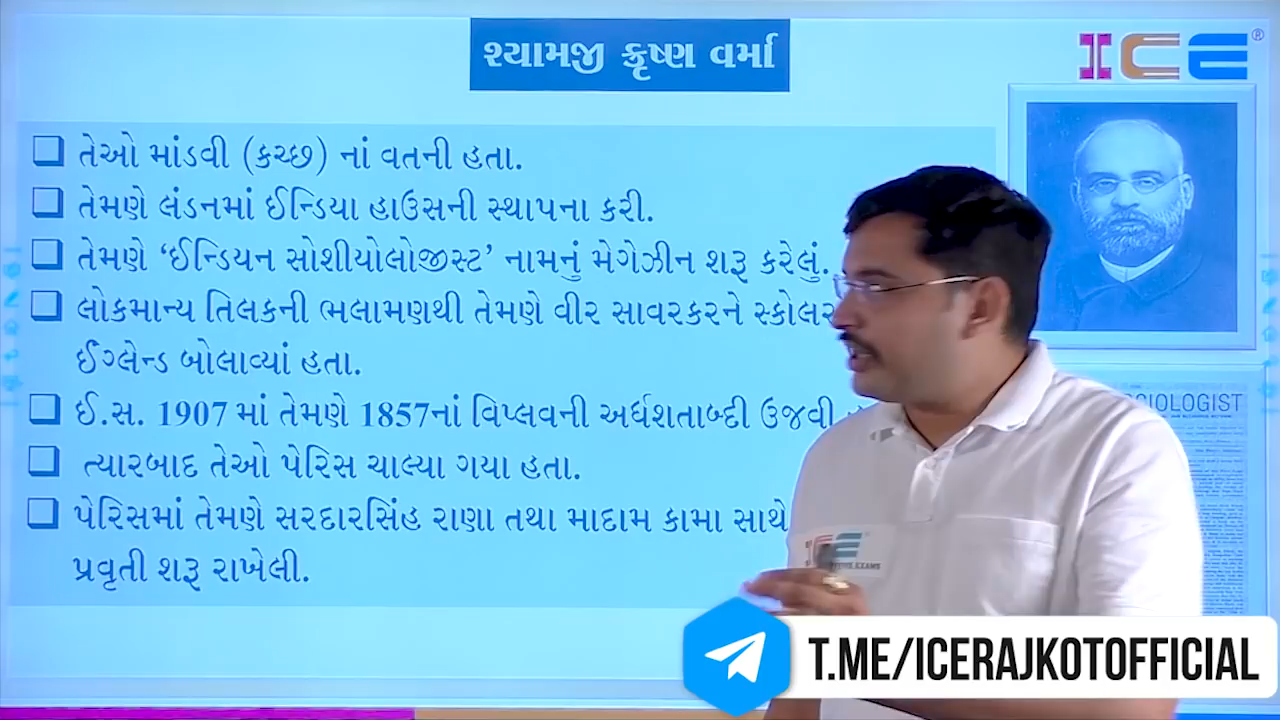 શ્યામજી કૃષ્ણ વર્મા
ICE®
❑ તેઓ માંડવી (કચ્છ) નાં વતની હતા.
❑ તેમણે લંડનમાં ઈન્ડિયા હાઉસની સ્થાપના કરી.
❑ તેમણે ‘ઈન્ડિયન સોશીયોલોજીસ્ટ’ નામનું મેગેઝીન શરૂ કરેલું.
❑ લોકમાન્ય તિલકની ભલામણથી તેમણે વીર સાવરકરને
ઈંગ્લેન્ડ બોલાવ્યાં હતા.
❑ ઈ.સ. 1907 માં તેમણે 1857નાં વિપ્લવની અર્ધશતાબ્દી ઉજવી
❑ ત્યારબાદ તેઓ પેરિસ ચાલ્યા ગયા હતા.
❑ પેરિસમાં તેમણે સરદારસિંહ રાણા તથા માદામ કામા સાથે
પ્રવૃતી શરૂ રાખેલી.
T.ME/ICERAJKOTOFFICIAL